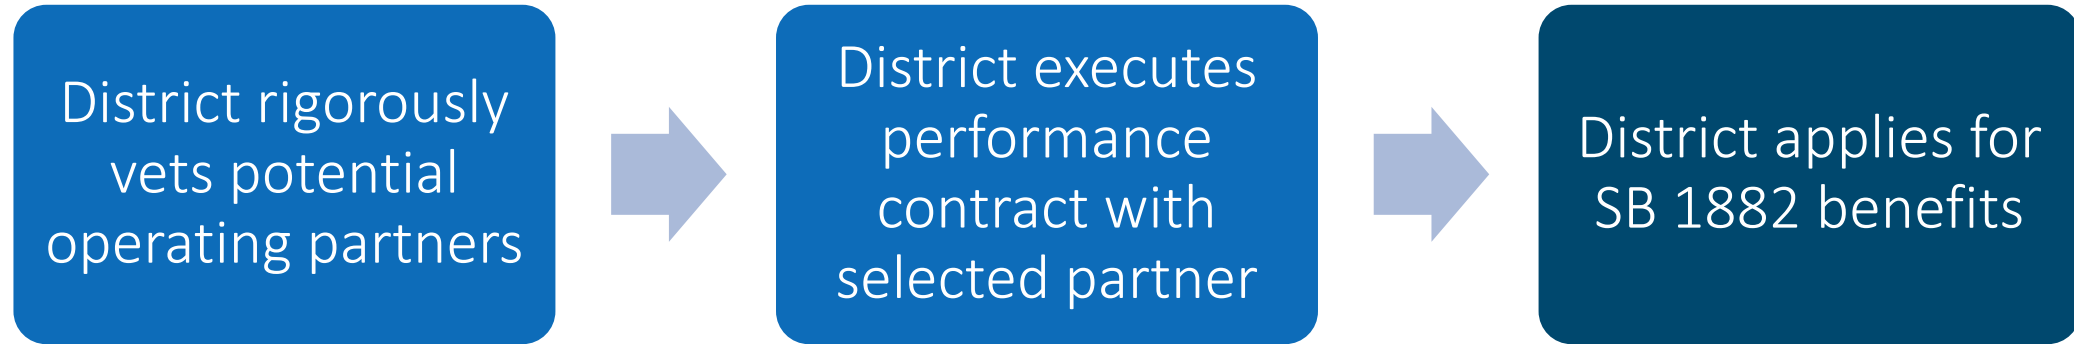 District rigorously
vets potential
operating partners
District executes
performance
contract with
selected partner
District applies for
SB 1882 benefits